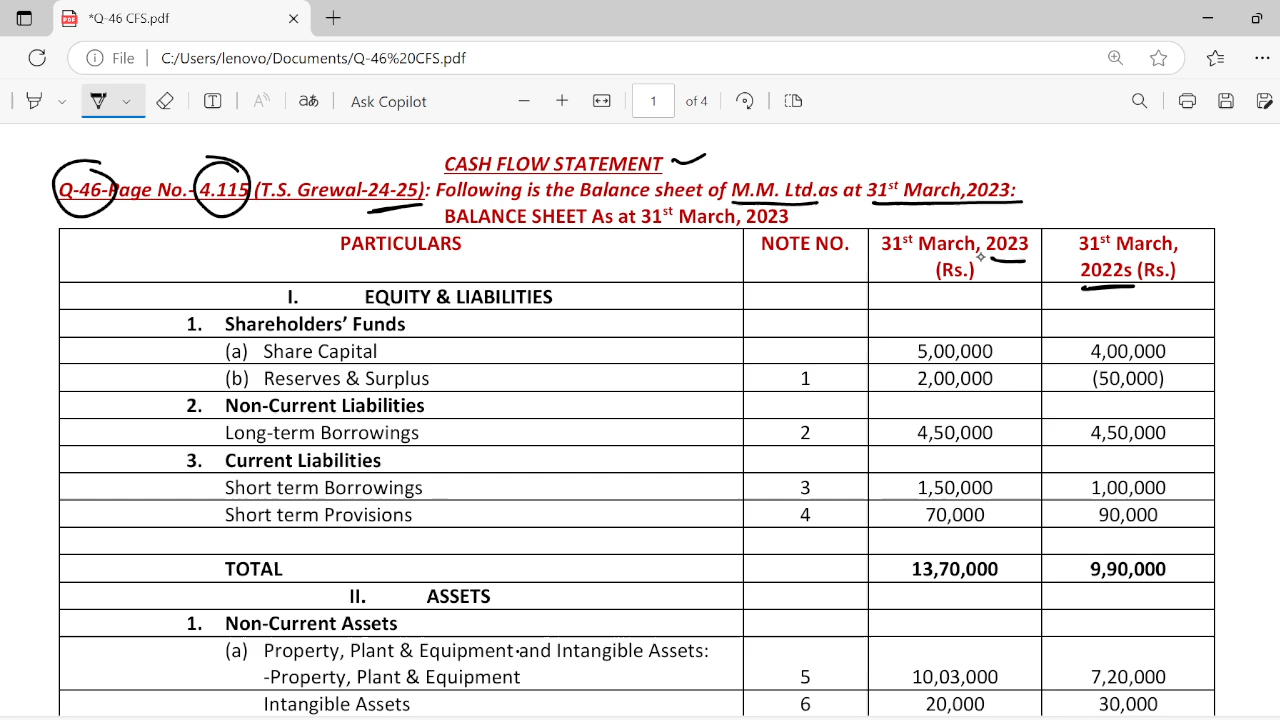 *Q-46 CFS.pdf
File C:/Users/lenovo/Documents/Q-46%20CFS.pdf
Ask Copilot 1 of 4
CASH FLOW STATEMENT
Q-46-Page No.- 4.115 (T.S. Grewal-24-25): Following is the Balance sheet of M.M. Ltd.as at 31st March,2023:
BALANCE SHEET As at 31st March, 2023
PARTICULARS NOTE NO. 31st March, 2023 (Rs.) 31st March, 2022s (Rs.)
I. EQUITY & LIABILITIES
1. Shareholders’ Funds
(a) Share Capital 5,00,000 4,00,000
(b) Reserves & Surplus 1 2,00,000 (50,000)
2. Non-Current Liabilities
Long-term Borrowings 2 4,50,000 4,50,000
3. Current Liabilities
Short term Borrowings 3 1,50,000 1,00,000
Short term Provisions 4 70,000 90,000
TOTAL 13,70,000 9,90,000
II. ASSETS
1. Non-Current Assets
(a) Property, Plant & Equipment and Intangible Assets:
-Property, Plant & Equipment 5 10,03,000 7,20,000
Intangible Assets 6 20,000 30,000